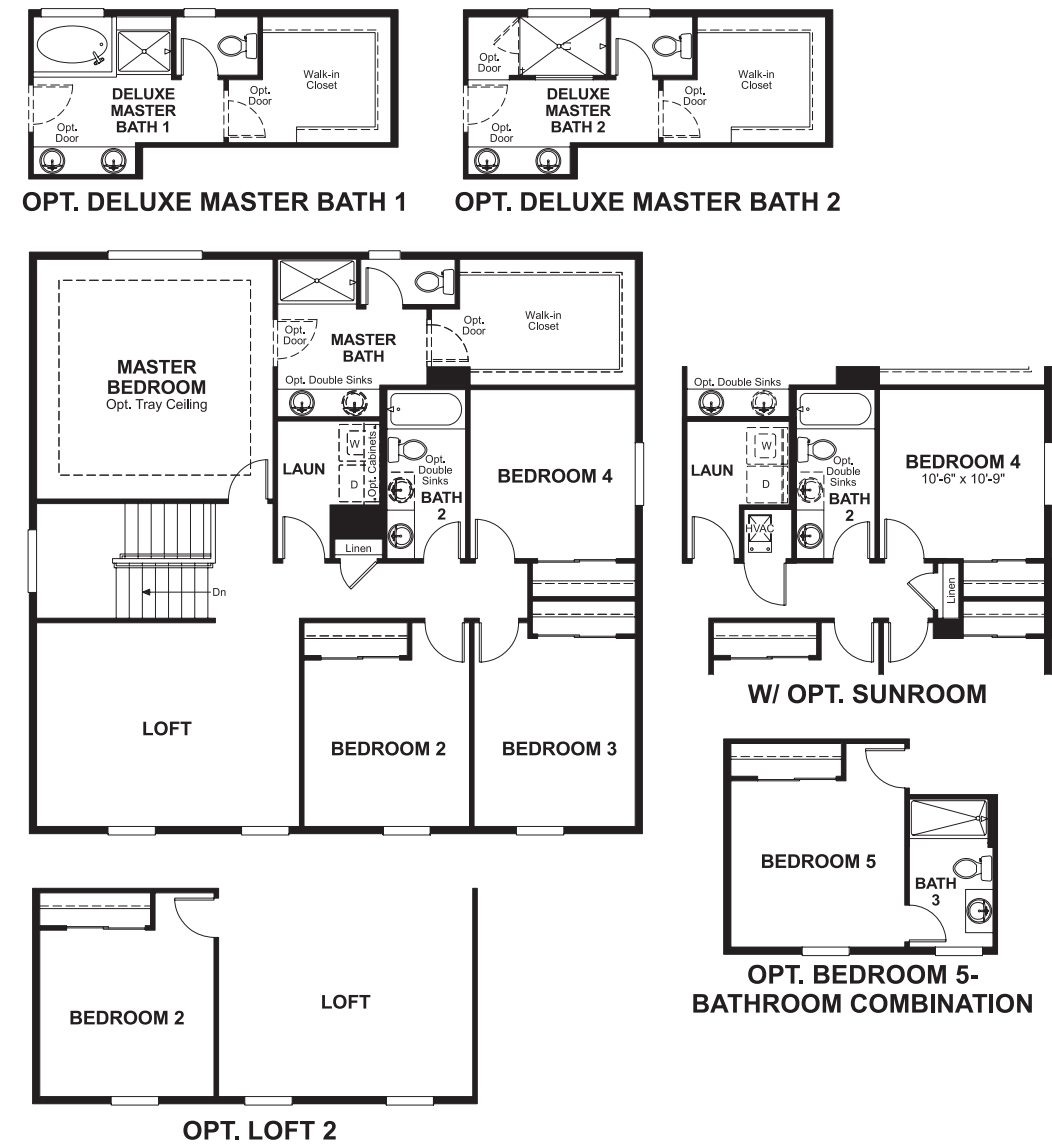 Opt.
Door
DELUXE
MASTER
BATH 1
Opt.
Door
Walk-in
Closet
OPT. DELUXE MASTER BATH 1
Opt.
Door
Opt.
Door
DELUXE
MASTER
BATH 2
Opt.
Door
Walk-in
Closet
OPT. DELUXE MASTER BATH 2
MASTER
BEDROOM
Opt. Tray Ceiling
Opt.
Door
MASTER
BATH
Opt. Double Sinks
Opt.
Door
Walk-in
Closet
LAUN
W
D
Opt. Cabinets
Opt.
Double
Sinks
BATH
2
BEDROOM 4
Linen
Dn
LOFT
BEDROOM 2
BEDROOM 3
Opt. Double Sinks
LAUN
W
D
HVAC
Opt.
Double
Sinks
BATH
2
BEDROOM 4
10'-6" x 10'-9"
Linen
W/ OPT. SUNROOM
BEDROOM 5
BATH
3
OPT. BEDROOM 5-
BATHROOM COMBINATION
BEDROOM 2
LOFT
OPT. LOFT 2